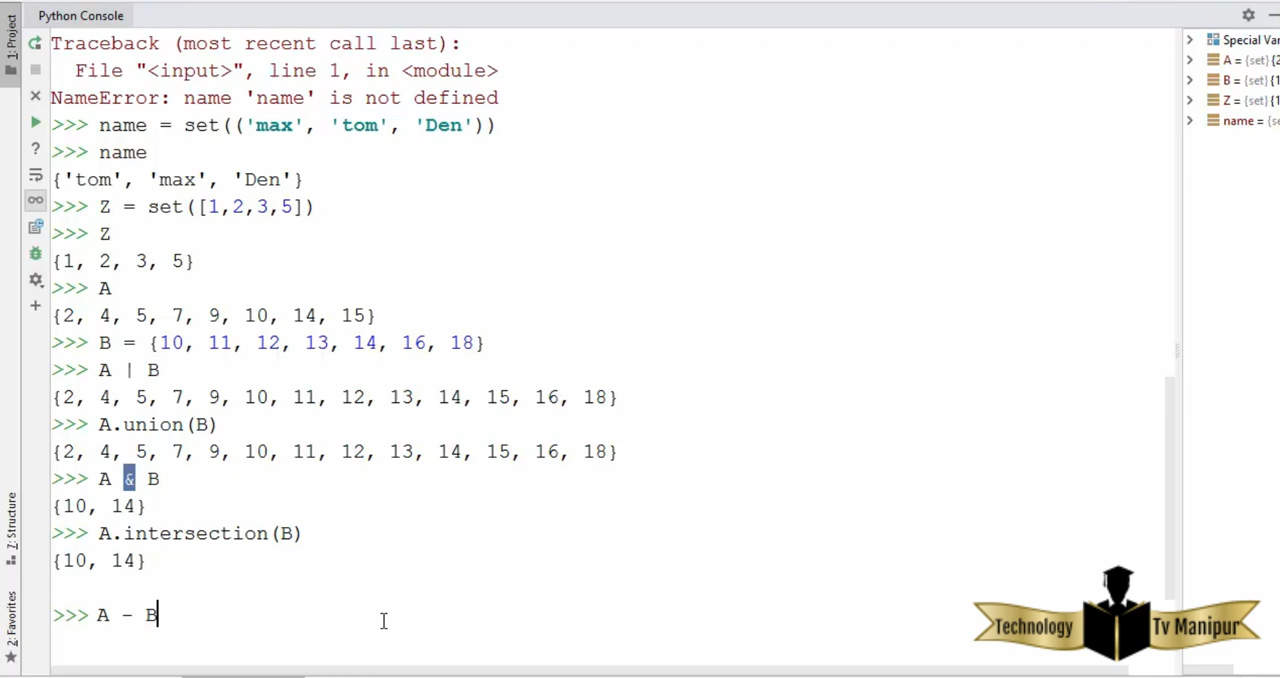 Python Console
1: Project
Traceback (most recent call last):
File "<input>", line 1, in <module>
NameError: name 'name' is not defined
>>> name = set(('max', 'tom', 'Den'))
>>> name
{'tom', 'max', 'Den'}
>>> Z = set([1,2,3,5])
>>> Z
{1, 2, 3, 5}
>>> A
{2, 4, 5, 7, 9, 10, 14, 15}
>>> B = {10, 11, 12, 13, 14, 16, 18}
>>> A | B
{2, 4, 5, 7, 9, 10, 11, 12, 13, 14, 15, 16, 18}
>>> A.union(B)
{2, 4, 5, 7, 9, 10, 11, 12, 13, 14, 15, 16, 18}
>>> A & B
{10, 14}
>>> A.intersection(B)
{10, 14}
>>> A - B
7: Structure
2: Favorites
Special Var
A = {set} {2
B = {set} {1
Z = {set} {1
name = {se
Technology Tv Manipur